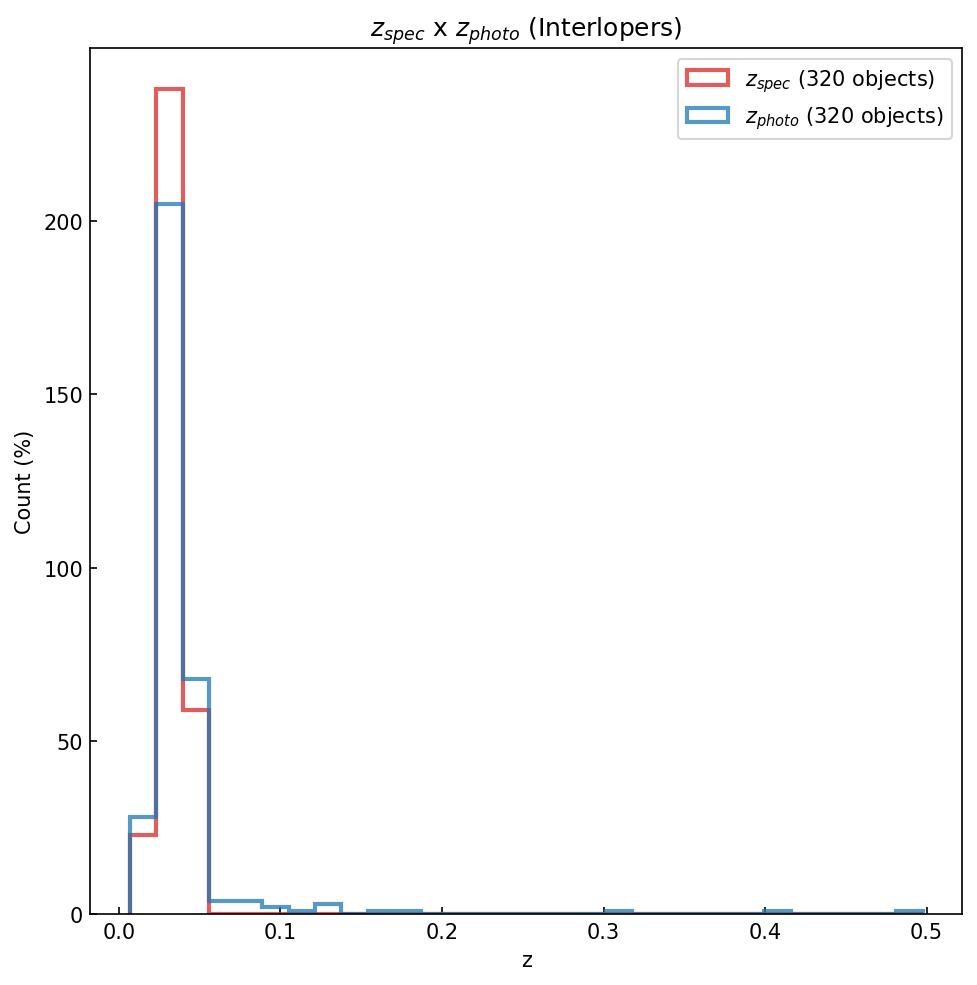 z_spec x z_photo (Interlopers)
z_spec (320 objects)
z_photo (320 objects)
Count (%)
200
150
100
50
0
0.0 0.1 0.2 0.3 0.4 0.5
z